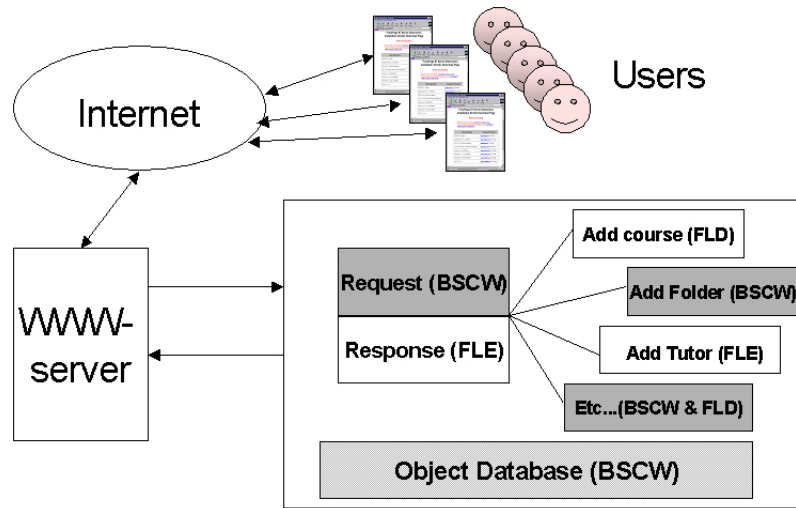 Users
Internet
Add course (FLD)
Request (BSCW)
Add Folder (BSCW)
WWW-
server
Response (FLE)
Add Tutor (FLE)
Etc...(BSCW & FLD)
Object Database (BSCW)